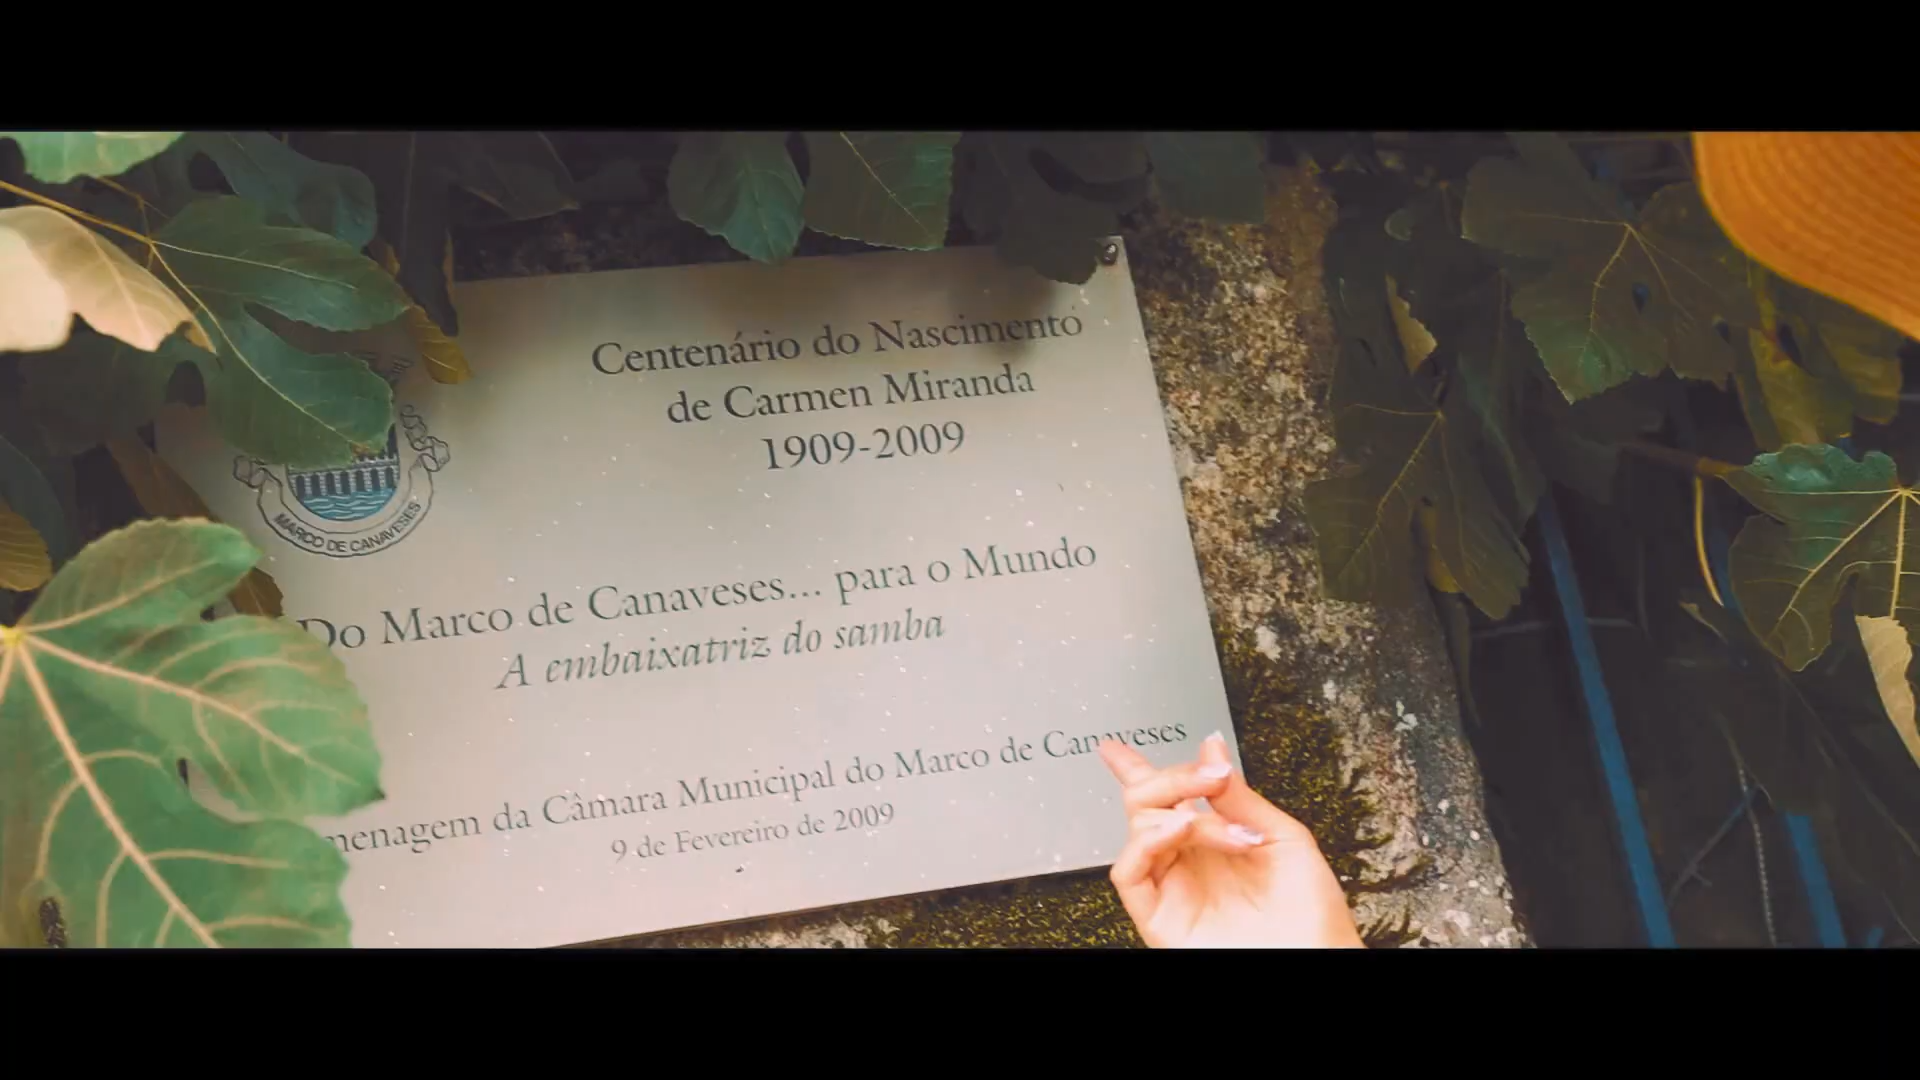 Centenário do Nascimento
de Carmen Miranda
1909-2009
MARCO DE CANAVESES
Do Marco de Canaveses... para o Mundo
A embaixatriz do samba
menagem da Câmara Municipal do Marco de Canaveses
9 de Fevereiro de 2009